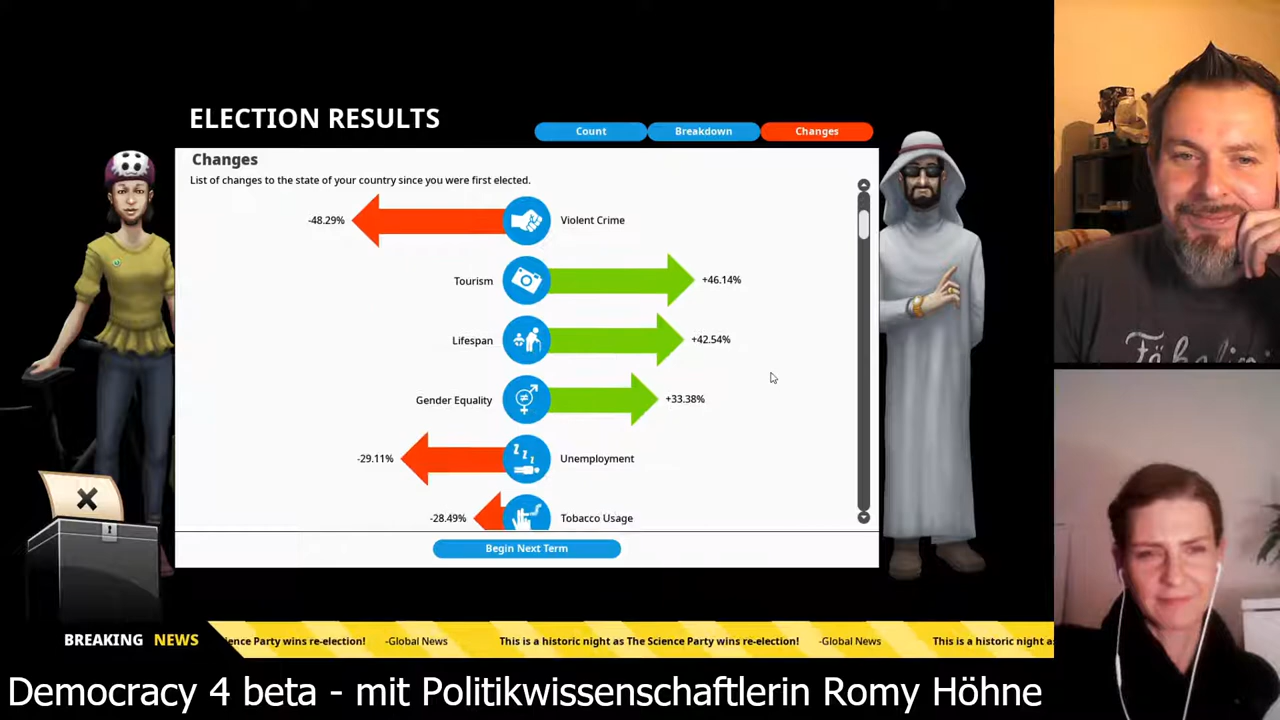 ELECTION RESULTS
Count
Breakdown
Changes
Changes
List of changes to the state of your country since you were first elected.
-48.29%
Violent Crime
Tourism
+46.14%
Lifespan
+42.54%
Gender Equality
+33.38%
-29.11%
Unemployment
-28.49%
Tobacco Usage
Begin Next Term
BREAKING NEWS
ience Party wins re-election! -Global News This is a historic night as The Science Party wins re-election! -Global News This is a historic night as
Democracy 4 beta - mit Politikwissenschaftlerin Romy Höhne